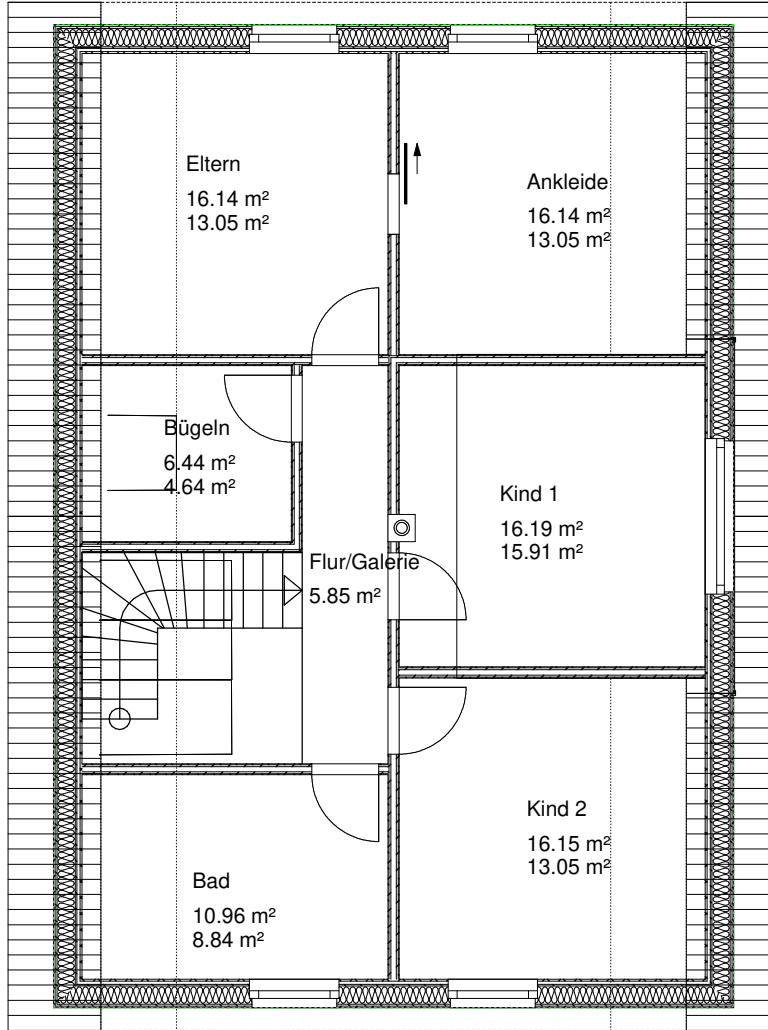 Eltern
16.14 m²
13.05 m²
Ankleide
16.14 m²
13.05 m²
Bügeln
6.44 m²
4.64 m²
Kind 1
16.19 m²
15.91 m²
Flur/Galerie
5.85 m²
Kind 2
16.15 m²
13.05 m²
Bad
10.96 m²
8.84 m²